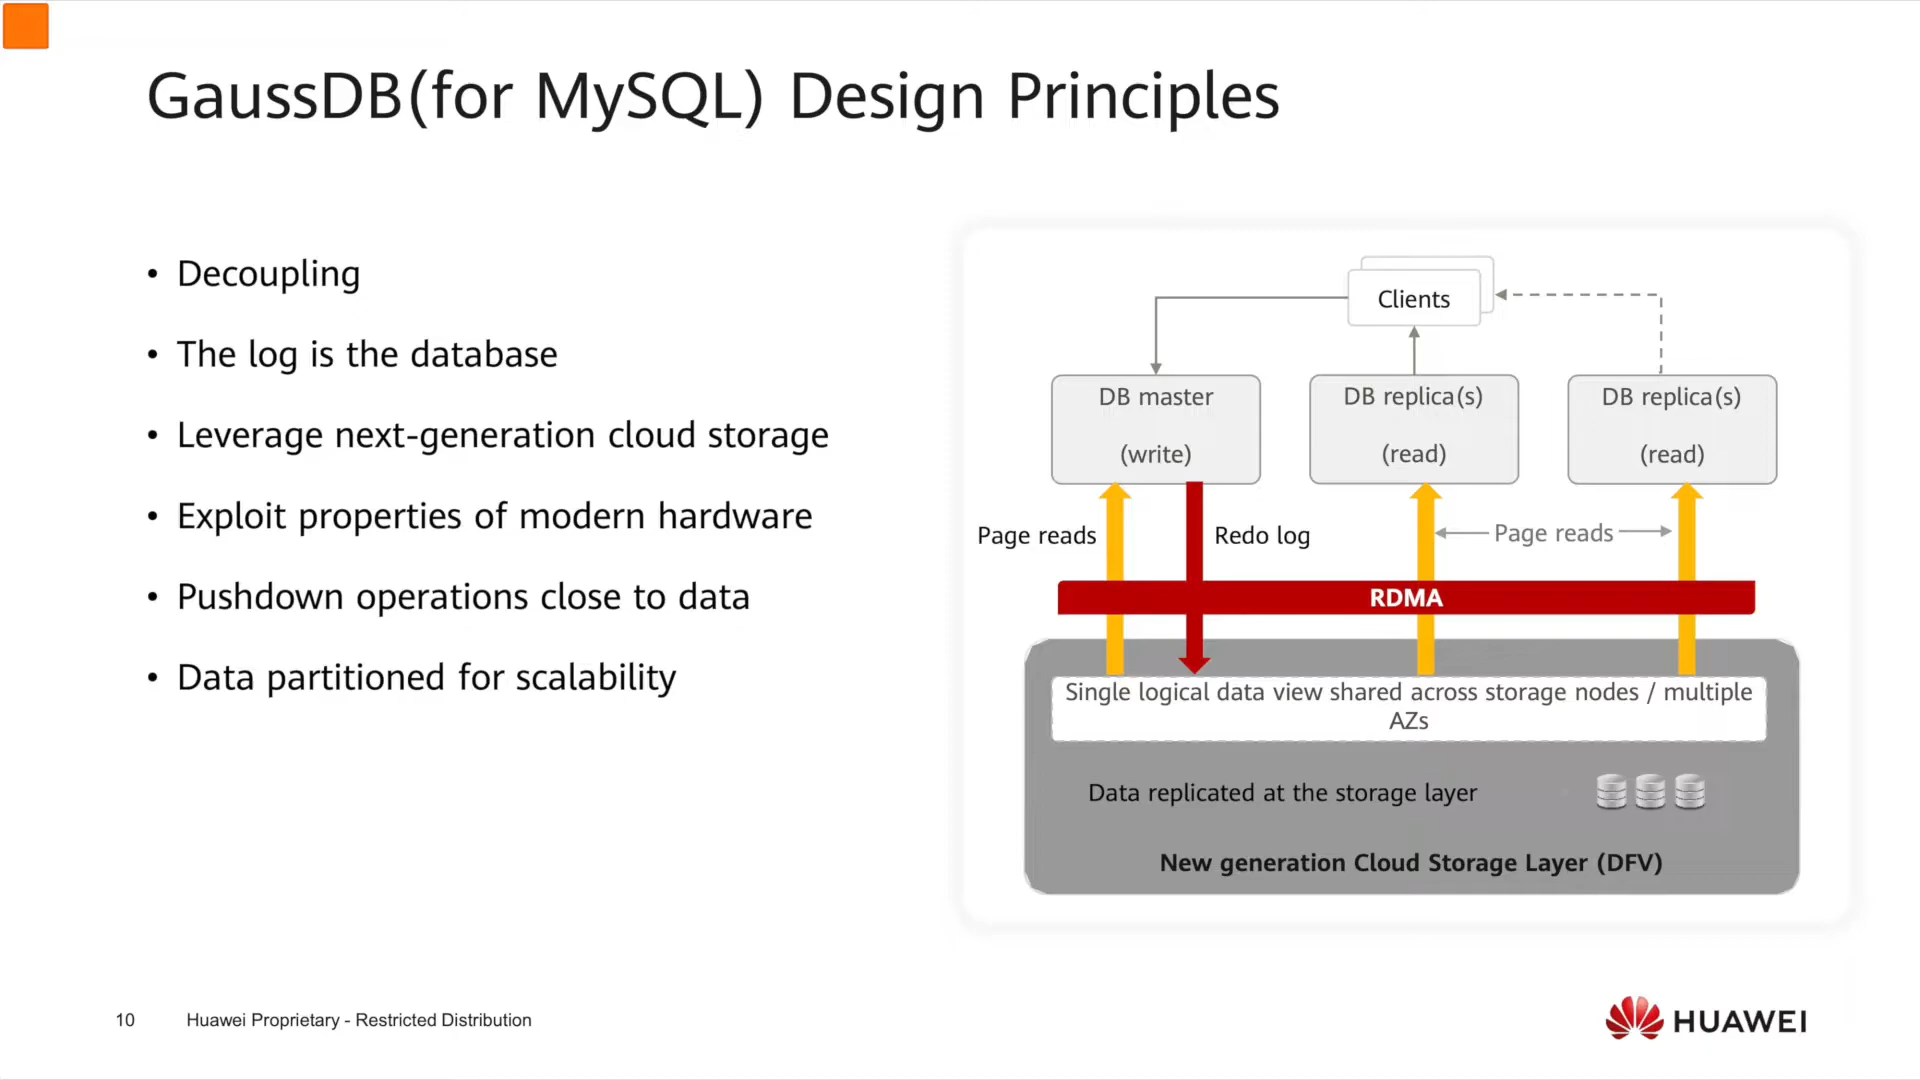 GaussDB(for MySQL) Design Principles
• Decoupling
• The log is the database
• Leverage next-generation cloud storage
• Exploit properties of modern hardware
• Pushdown operations close to data
• Data partitioned for scalability
Clients
DB master
(write)
DB replica(s)
(read)
DB replica(s)
(read)
Page reads
Redo log
Page reads
RDMA
Single logical data view shared across storage nodes / multiple
AZs
Data replicated at the storage layer
New generation Cloud Storage Layer (DFV)
10
Huawei Proprietary - Restricted Distribution
HUAWEI